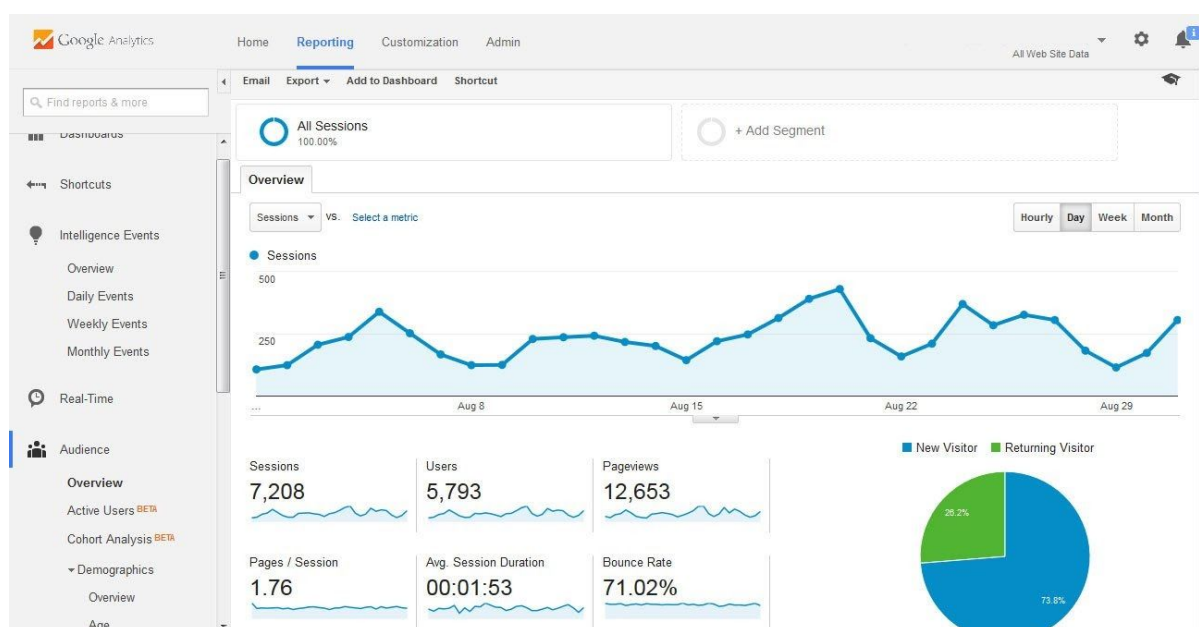 Google Analytics
Home Reporting Customization Admin
All Web Site Data
i
Email Export Add to Dashboard Shortcut
Find reports & more
Dashboards
Shortcuts
Intelligence Events
Overview
Daily Events
Weekly Events
Monthly Events
Real-Time
Audience
Overview
Active Users BETA
Cohort Analysis BETA
Demographics
Overview
Age
All Sessions
100.00%
+ Add Segment
Overview
Sessions VS. Select a metric
Hourly Day Week Month
Sessions
500
250
... Aug 8 Aug 15 Aug 22 Aug 29
New Visitor Returning Visitor
Sessions
7,208
Users
5,793
Pageviews
12,653
Pages / Session
1.76
Avg. Session Duration
00:01:53
Bounce Rate
71.02%
26.2%
73.8%